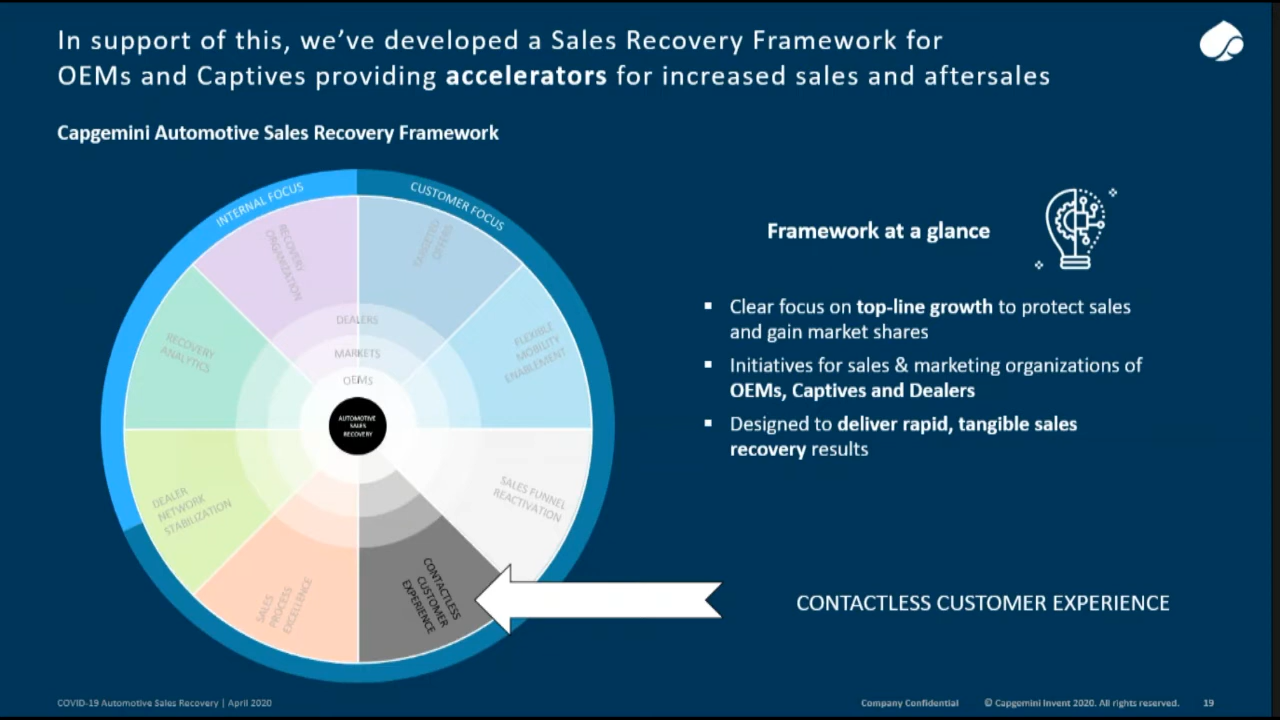 In support of this, we’ve developed a Sales Recovery Framework for
OEMs and Captives providing accelerators for increased sales and aftersales
Capgemini Automotive Sales Recovery Framework
INTERNAL FOCUS
CUSTOMER FOCUS
RECOVERY
ORGANIZATION
TARGETED
OFFERS
RECOVERY
ANALYTICS
FLEXIBLE
MOBILITY
ENABLEMENT
DEALERS
MARKETS
OEMs
AUTOMOTIVE
SALES
RECOVERY
DEALER
NETWORK
STABILIZATION
SALES FUNNEL
REACTIVATION
SALES
PROCESS
EXCELLENCE
CONTACTLESS
CUSTOMER
EXPERIENCE
Framework at a glance
▪ Clear focus on top-line growth to protect sales
and gain market shares
▪ Initiatives for sales & marketing organizations of
OEMs, Captives and Dealers
▪ Designed to deliver rapid, tangible sales
recovery results
CONTACTLESS CUSTOMER EXPERIENCE
COVID-19 Automotive Sales Recovery | April 2020
Company Confidential
© Capgemini Invent 2020. All rights reserved.
19